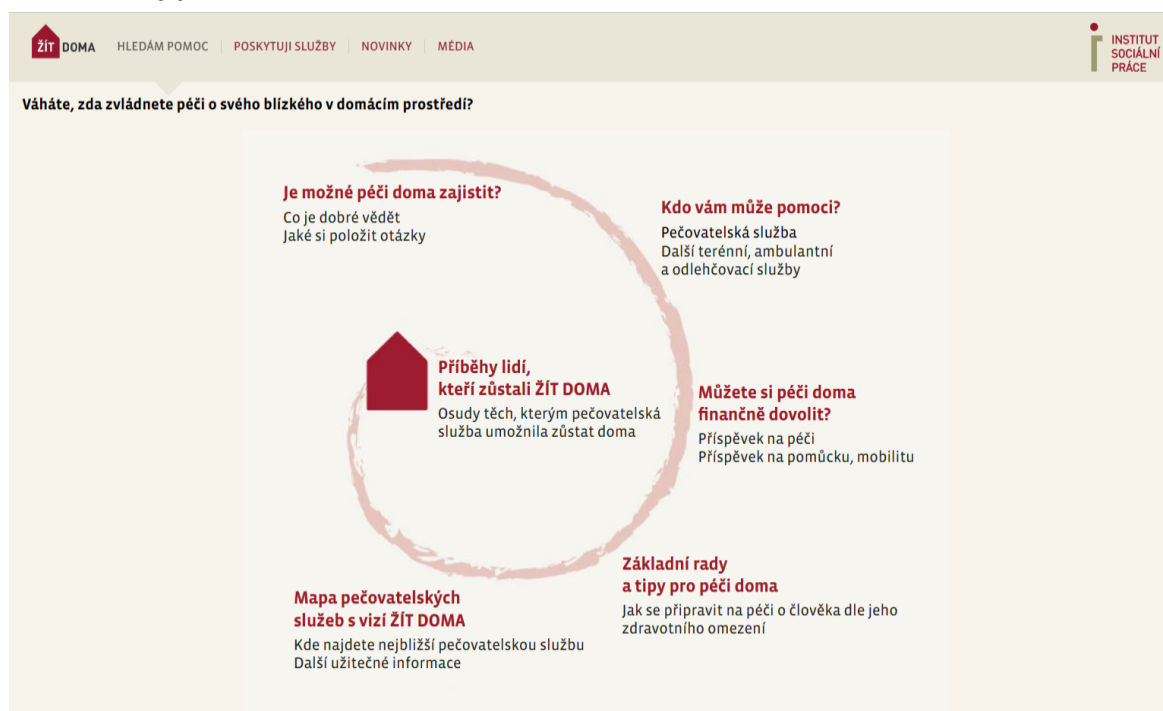 ŽÍT DOMA
HLEDÁM POMOC
POSKYTUJI SLUŽBY
NOVINKY
MÉDIA
INSTITUT
SOCIÁLNÍ
PRÁCE
Váháte, zda zvládnete péči o svého blízkého v domácím prostředí?
Je možné péči doma zajistit?
Co je dobré vědět
Jaké si položit otázky
Kdo vám může pomoci?
Pečovatelská služba
Další terénní, ambulantní
a odlehčovací služby
Příběhy lidí,
kteří zůstali ŽÍT DOMA
Osudy těch, kterým pečovatelská
služba umožnila zůstat doma
Můžete si péči doma
finančně dovolit?
Příspěvek na péči
Příspěvek na pomůcku, mobilitu
Základní rady
a tipy pro péči doma
Jak se připravit na péči o člověka dle jeho
zdravotního omezení
Mapa pečovatelských
služeb s vizí ŽÍT DOMA
Kde najdete nejbližší pečovatelskou službu
Další užitečné informace